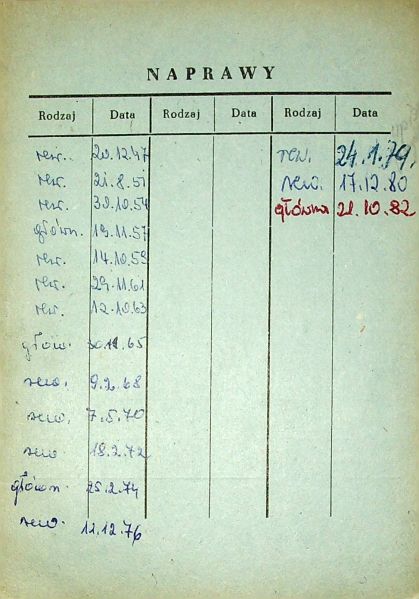 NAPRAWY
Rodzaj Data Rodzaj Data Rodzaj Data
rew. 20.12.47
rew. 21.8.51
rew. 30.10.54
główn. 19.11.57
rew. 14.10.59
rew. 29.11.61
rew. 12.10.63
główn. 30.11.65
rew. 9.2.68
rew. 7.5.70
rew 18.2.72
główn. 25.2.74
rew. 12.12.76
rew. 24.1.79.
rew. 17.12.80
główna 21.10.82